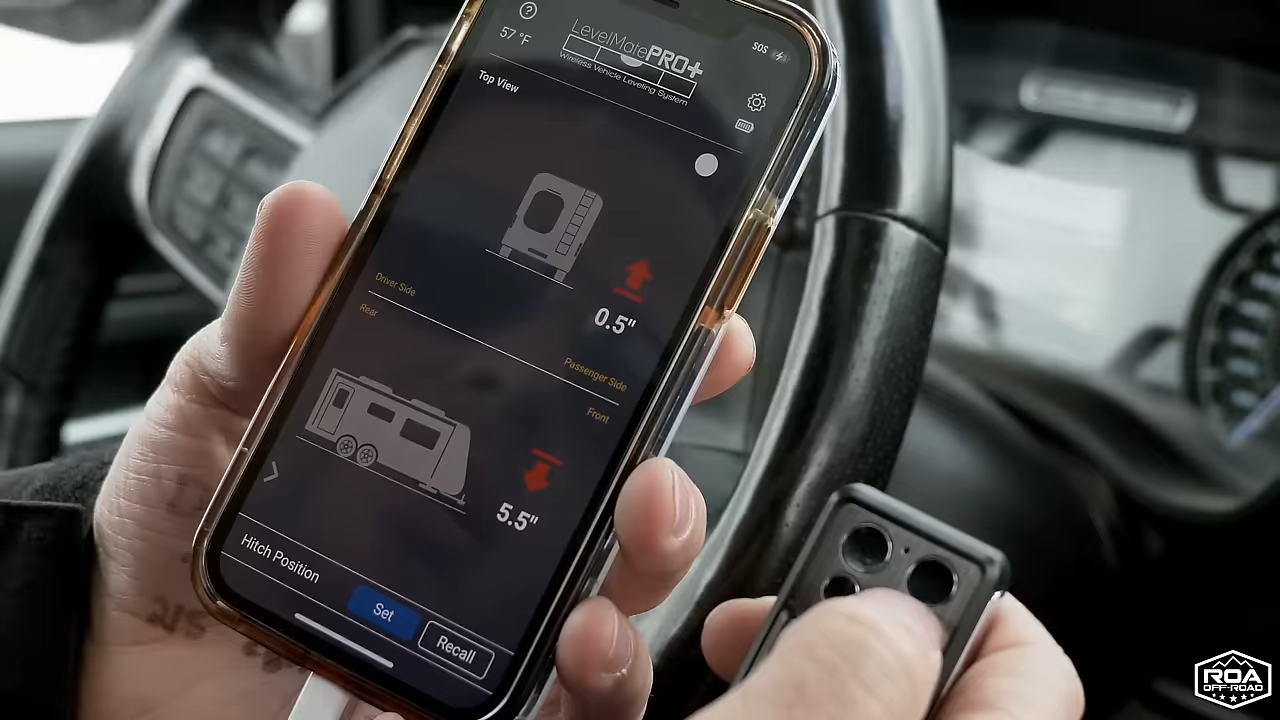 ?
57 °F
SOS
LevelMatePRO+
Wireless Vehicle Leveling System
Top View
0.5"
Driver Side
Passenger Side
Rear
Front
5.5"
Hitch Position
Set
Recall
215
ROA
OFF-ROAD